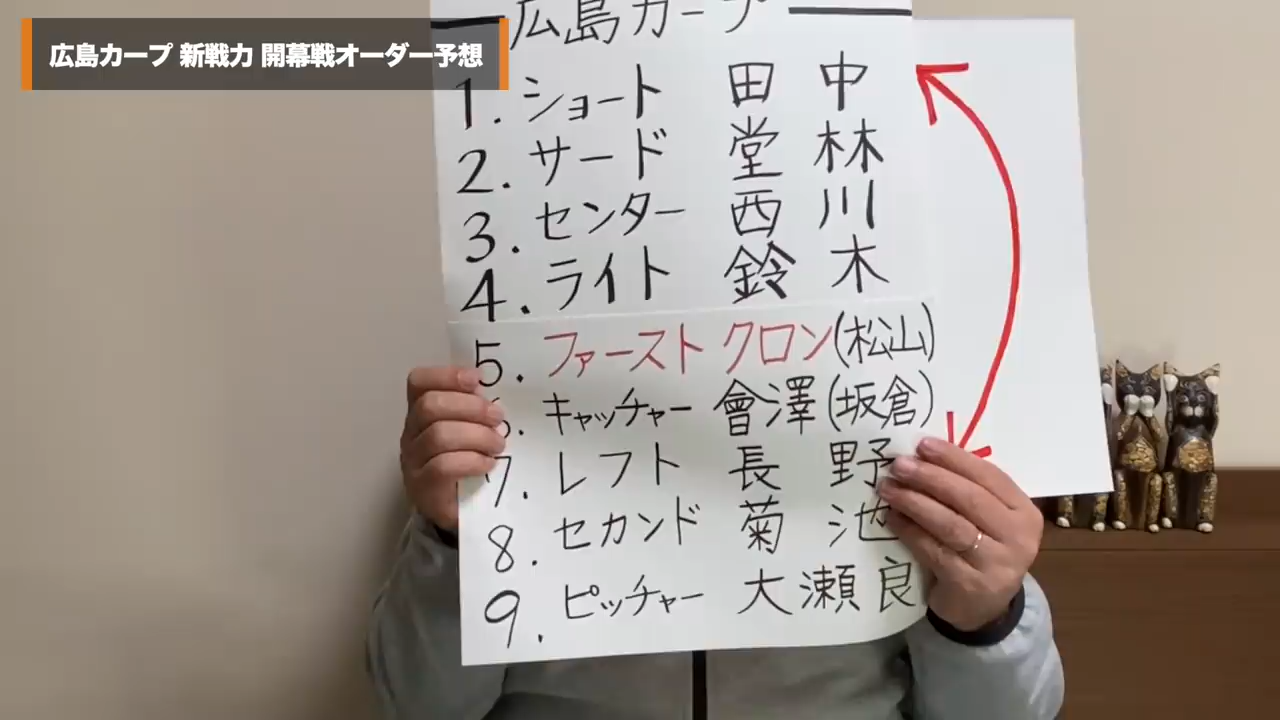 広島カープ 新戦力 開幕戦オーダー予想
広島カープ
1. ショート 田中
2. サード 堂林
3. センター 西川
4. ライト 鈴木
5. ファースト クロン(松山)
6. キャッチャー 會澤(坂倉)
7. レフト 長野
8. セカンド 菊池
9. ピッチャー 大瀬良